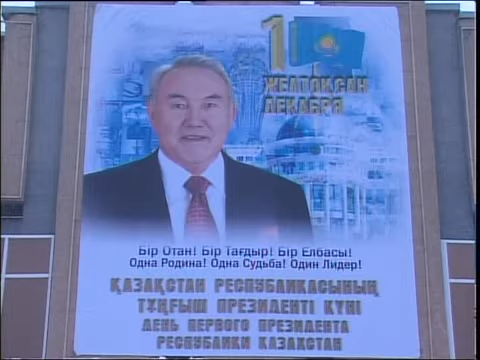 1
ЖЕЛТОҚСАН
ДЕКАБРЯ
Бір Отан! Бір Тағдыр! Бір Елбасы!
Одна Родина! Одна Судьба! Один Лидер!
ҚАЗАҚСТАН РЕСПУБЛИКАСЫНЫҢ
ТҰҢҒЫШ ПРЕЗИДЕНТІ КҮНІ
ДЕНЬ ПЕРВОГО ПРЕЗИДЕНТА
РЕСПУБЛИКИ КАЗАХСТАН